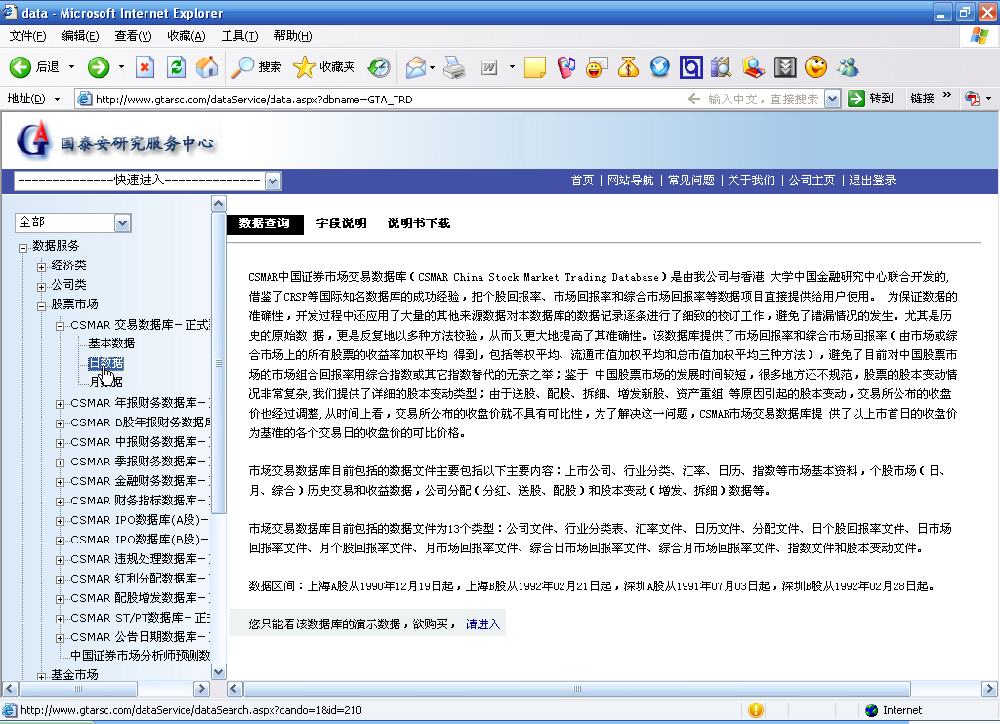 data - Microsoft Internet Explorer
文件(F) 编辑(E) 查看(V) 收藏(A) 工具(T) 帮助(H)
后退 搜索 收藏夹
地址(D) http://www.gtarsc.com/dataService/data.aspx?dbname=GTA_TRD 输入中文，直接搜索 转到 链接 »
国泰安研究服务中心
--------------快速进入-------------- 首页 | 网站导航 | 常见问题 | 关于我们 | 公司主页 | 退出登录
全部
数据服务
经济类
公司类
股票市场
CSMAR 交易数据库- 正式
基本数据
日数据
月数据
CSMAR 年报财务数据库-
CSMAR B股年报财务数据库
CSMAR 中报财务数据库-
CSMAR 季报财务数据库-
CSMAR 金融财务数据库-
CSMAR 财务指标数据库-
CSMAR IPO数据库(A股)-
CSMAR IPO数据库(B股)-
CSMAR 违规处理数据库-
CSMAR 红利分配数据库-
CSMAR 配股增发数据库-
CSMAR ST/PT数据库- 正式
CSMAR 公告日期数据库-
中国证券市场分析师预测数
基金市场
数据查询 字段说明 说明书下载
CSMAR中国证券市场交易数据库（CSMAR China Stock Market Trading Database）是由我公司与香港 大学中国金融研究中心联合开发的,
借鉴了CRSP等国际知名数据库的成功经验，把个股回报率、市场回报率和综合市场回报率等数据项目直接提供给用户使用。 为保证数据的
准确性，开发过程中还应用了大量的其他来源数据对本数据库的数据记录逐条进行了细致的校订工作，避免了错漏情况的发生。尤其是历
史的原始数 据，更是反复地以多种方法校验，从而又更大地提高了其准确性。该数据库提供了市场回报率和综合市场回报率（由市场或综
合市场上的所有股票的收益率加权平均 得到，包括等权平均、流通市值加权平均和总市值加权平均三种方法），避免了目前对中国股票市
场的市场组合回报率用综合指数或其它指数替代的无奈之举；鉴于 中国股票市场的发展时间较短，很多地方还不规范，股票的股本变动情
况非常复杂,我们提供了详细的股本变动类型；由于送股、配股、拆细、增发新股、资产重组 等原因引起的股本变动，交易所公布的收盘
价也经过调整,从时间上看，交易所公布的收盘价就不具有可比性，为了解决这一问题，CSMAR市场交易数据库提 供了以上市首日的收盘价
为基准的各个交易日的收盘价的可比价格。
市场交易数据库目前包括的数据文件主要包括以下主要内容：上市公司、行业分类、汇率、日历、指数等市场基本资料，个股市场（日、
月、综合）历史交易和收益数据，公司分配（分红、送股、配股）和股本变动（增发、拆细）数据等。
市场交易数据库目前包括的数据文件为13个类型：公司文件、行业分类表、汇率文件、日历文件、分配文件、日个股回报率文件、日市场
回报率文件、月个股回报率文件、月市场回报率文件、综合日市场回报率文件、综合月市场回报率文件、指数文件和股本变动文件。
数据区间：上海A股从1990年12月19日起，上海B股从1992年02月21日起，深圳A股从1991年07月03日起，深圳B股从1992年02月28日起。
您只能看该数据库的演示数据，欲购买， 请进入
http://www.gtarsc.com/dataService/dataSearch.aspx?cando=1&id=210 Internet